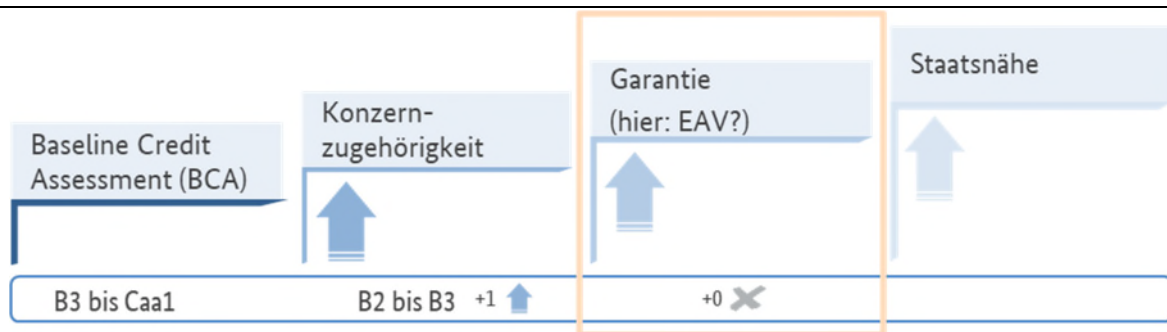 Baseline Credit
Assessment (BCA)
Konzern-
zugehörigkeit
Garantie
(hier: EAV?)
Staatsnähe
B3 bis Caa1
B2 bis B3 +1
+0